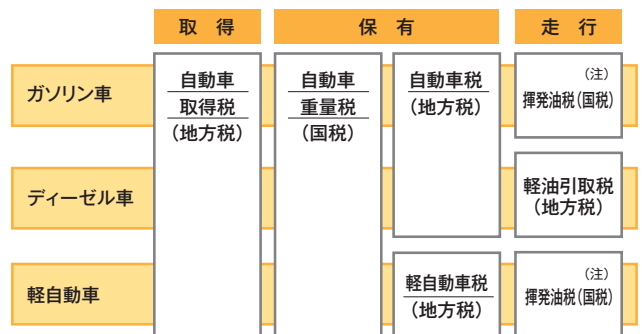 取 得
保 有
走 行
ガソリン車
自動車
取得税
(地方税)
自動車
重量税
(国税)
自動車税
(地方税)
(注)
揮発油税(国税)
ディーゼル車
軽油引取税
(地方税)
軽自動車
軽自動車税
(地方税)
(注)
揮発油税(国税)